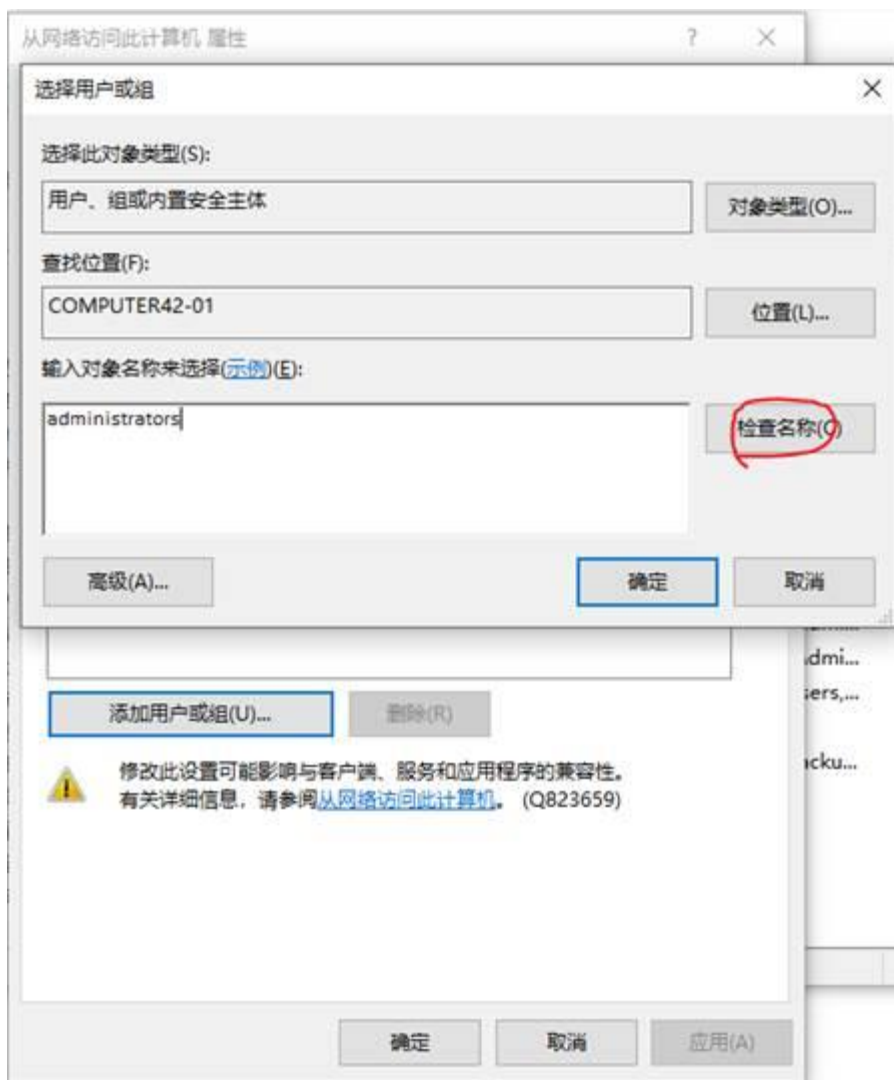 从网络访问此计算机 属性
选择用户或组
选择此对象类型(S):
用户、组或内置安全主体
对象类型(O)...
查找位置(F):
COMPUTER42-01
位置(L)...
输入对象名称来选择(示例)(E):
administrators
检查名称(C)
高级(A)...
确定
取消
dmi...
sers,...
添加用户或组(U)...
删除(R)
acku...
修改此设置可能影响与客户端、服务和应用程序的兼容性。
有关详细信息，请参阅从网络访问此计算机。 (Q823659)
确定
取消
应用(A)